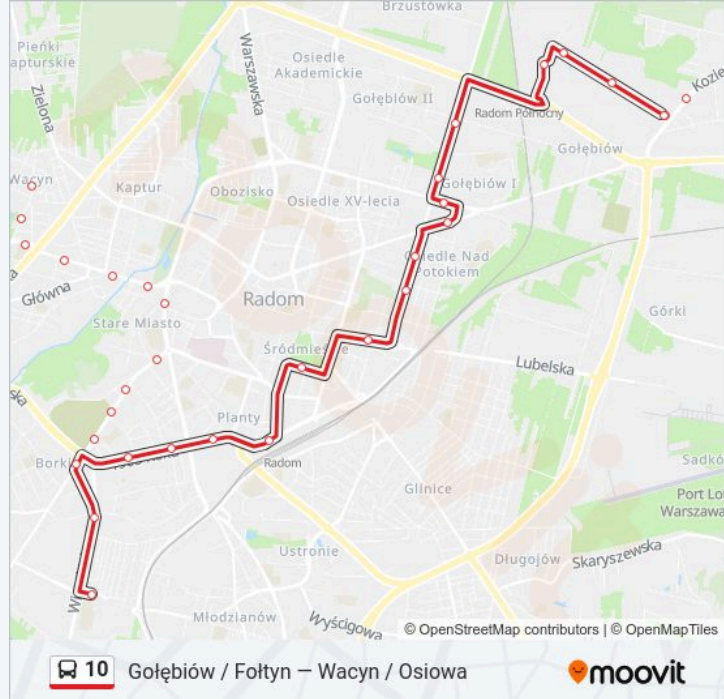 Brzustówka
Pieńki
apturskie
Zielona
Warszawska
Osiedle
Akademickie
Gołębiów II
Kozie
Radom Północny
Gołębiów
Wacyn
Kaptur
Obozisko
Osiedle XV-lecia
Gołębiów I
Osiedle Nad
Potokiem
Główna
Radom
Górki
Stare Miasto
Śródmieście
Lubelska
Planty
Borki
Radom
Glinice
Sadkó
Port Lo
Warszawa
Ustronie
Długojów
Skaryszewska
Młodzianów
Wyścigowa
© OpenStreetMap contributors | © OpenMapTiles
10
Gołębiów / Fołtyn — Wacyn / Osiowa
moovit